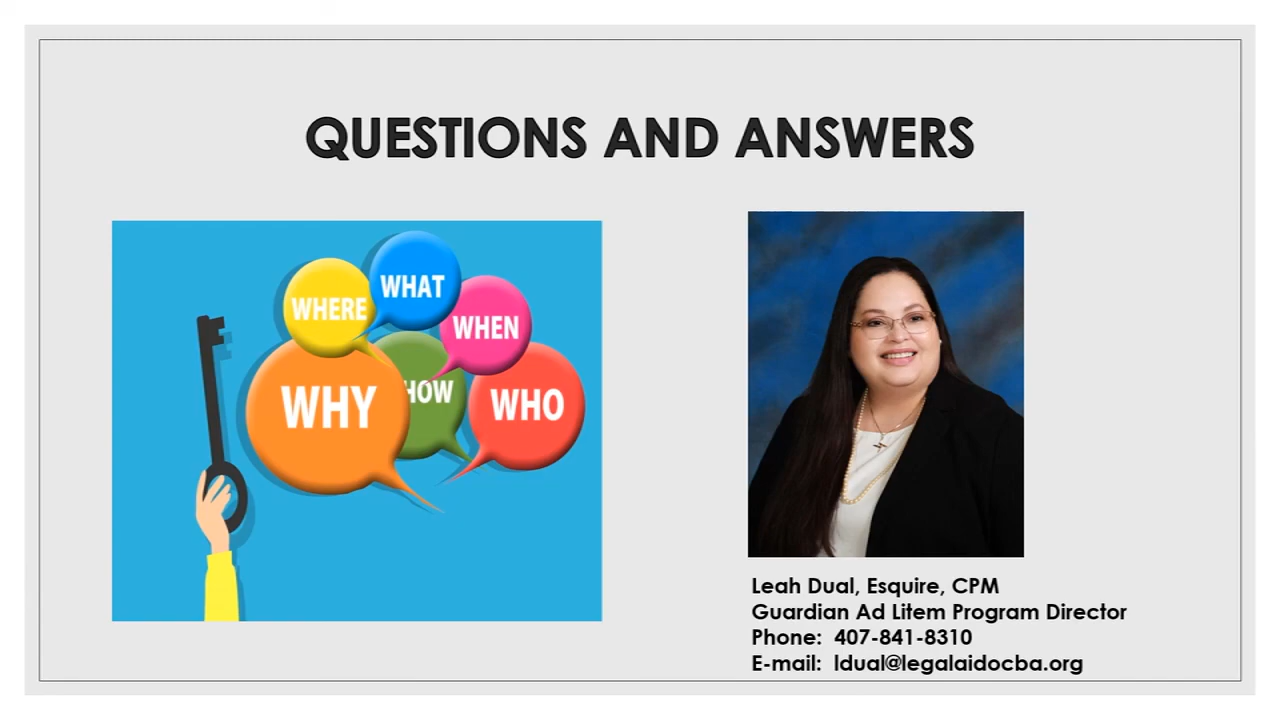 QUESTIONS AND ANSWERS
WHERE
WHAT
WHEN
WHY
HOW
WHO
Leah Dual, Esquire, CPM
Guardian Ad Litem Program Director
Phone: 407-841-8310
E-mail: ldual@legalaidocba.org